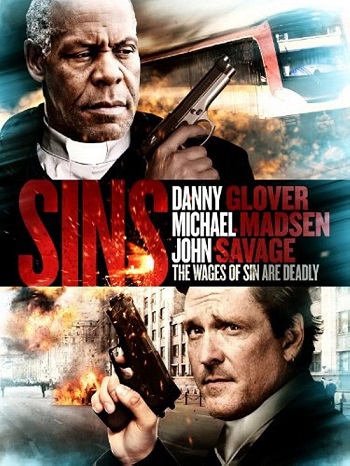 SINS
DANNY GLOVER
MICHAEL MADSEN
JOHN SAVAGE
THE WAGES OF SIN ARE DEADLY